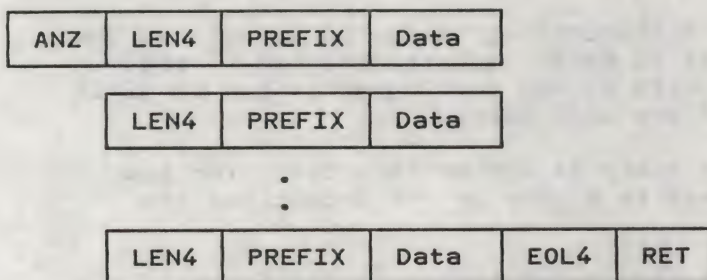 ANZ LEN4 PREFIX Data
LEN4 PREFIX Data
LEN4 PREFIX Data EOL4 RET